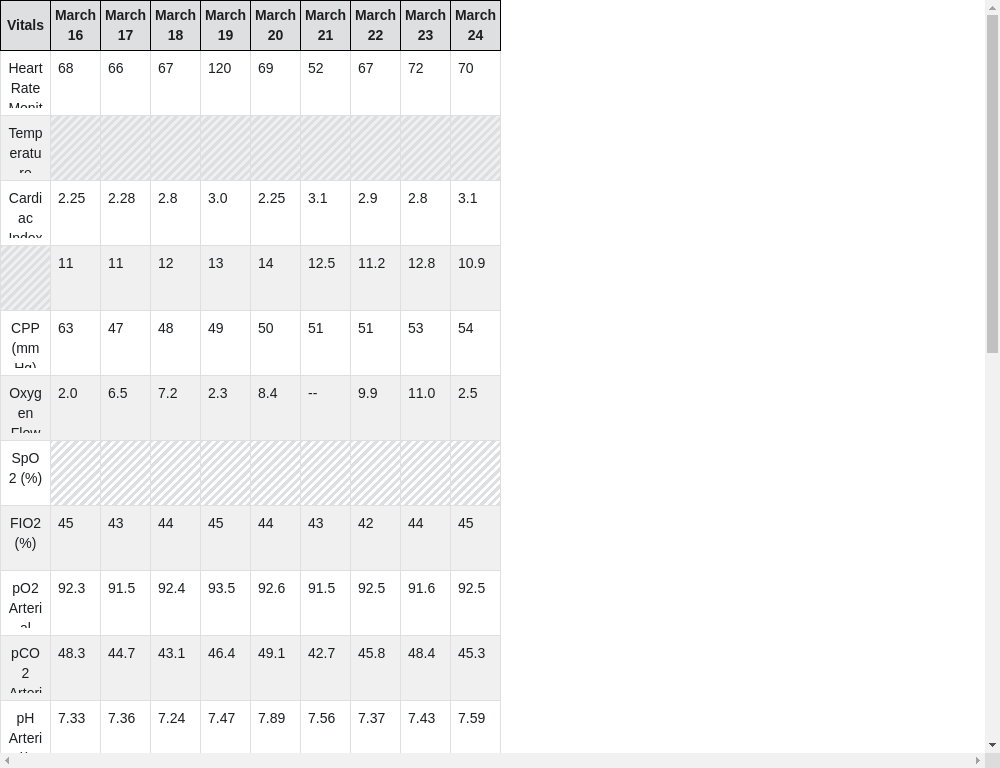 Vitals March 16 March 17 March 18 March 19 March 20 March 21 March 22 March 23 March 24
Heart Rate Monit 68 66 67 120 69 52 67 72 70
Temperature
Cardiac Index 2.25 2.28 2.8 3.0 2.25 3.1 2.9 2.8 3.1
11 11 12 13 14 12.5 11.2 12.8 10.9
CPP (mm Hg) 63 47 48 49 50 51 51 53 54
Oxygen Flow 2.0 6.5 7.2 2.3 8.4 -- 9.9 11.0 2.5
SpO2 (%)
FIO2 (%) 45 43 44 45 44 43 42 44 45
pO2 Arterial 92.3 91.5 92.4 93.5 92.6 91.5 92.5 91.6 92.5
pCO2 Arteri 48.3 44.7 43.1 46.4 49.1 42.7 45.8 48.4 45.3
pH Arteri 7.33 7.36 7.24 7.47 7.89 7.56 7.37 7.43 7.59